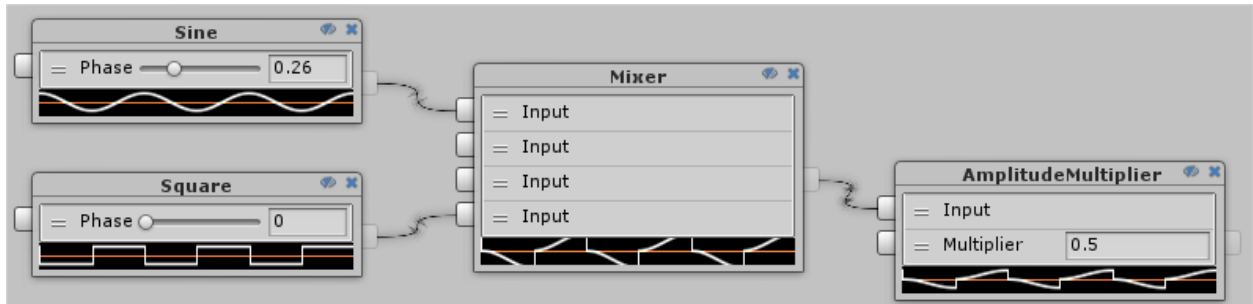 Sine
= Phase 0.26
Square
= Phase 0
Mixer
= Input
= Input
= Input
= Input
AmplitudeMultiplier
= Input
= Multiplier 0.5